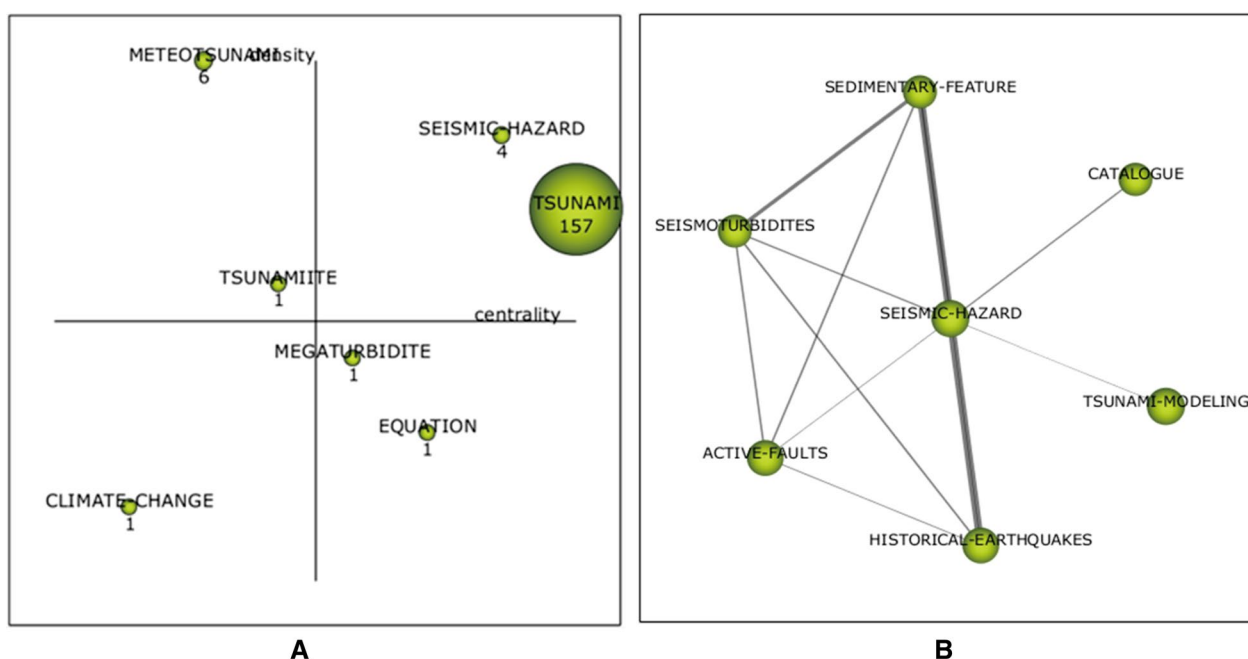 METEOTSUNAMI
density
6
SEISMIC-HAZARD
4
TSUNAMI
157
TSUNAMIITE
1
centrality
MEGATURBIDITE
1
EQUATION
1
CLIMATE-CHANGE
1
A
SEDIMENTARY-FEATURE
CATALOGUE
SEISMOTURBIDITES
SEISMIC-HAZARD
TSUNAMI-MODELING
ACTIVE-FAULTS
HISTORICAL-EARTHQUAKES
B